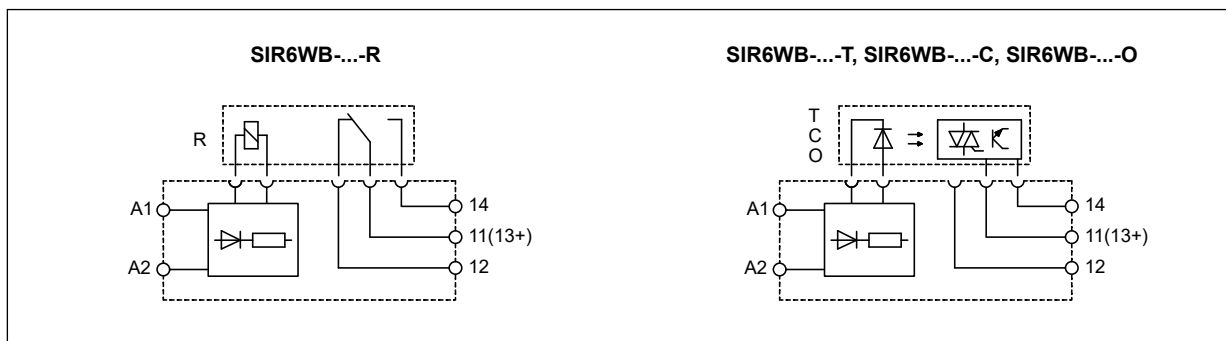 SIR6WB-...-R
R
A1
A2
14
11(13+)
12
SIR6WB-...-T, SIR6WB-...-C, SIR6WB-...-O
T
C
O
A1
A2
14
11(13+)
12